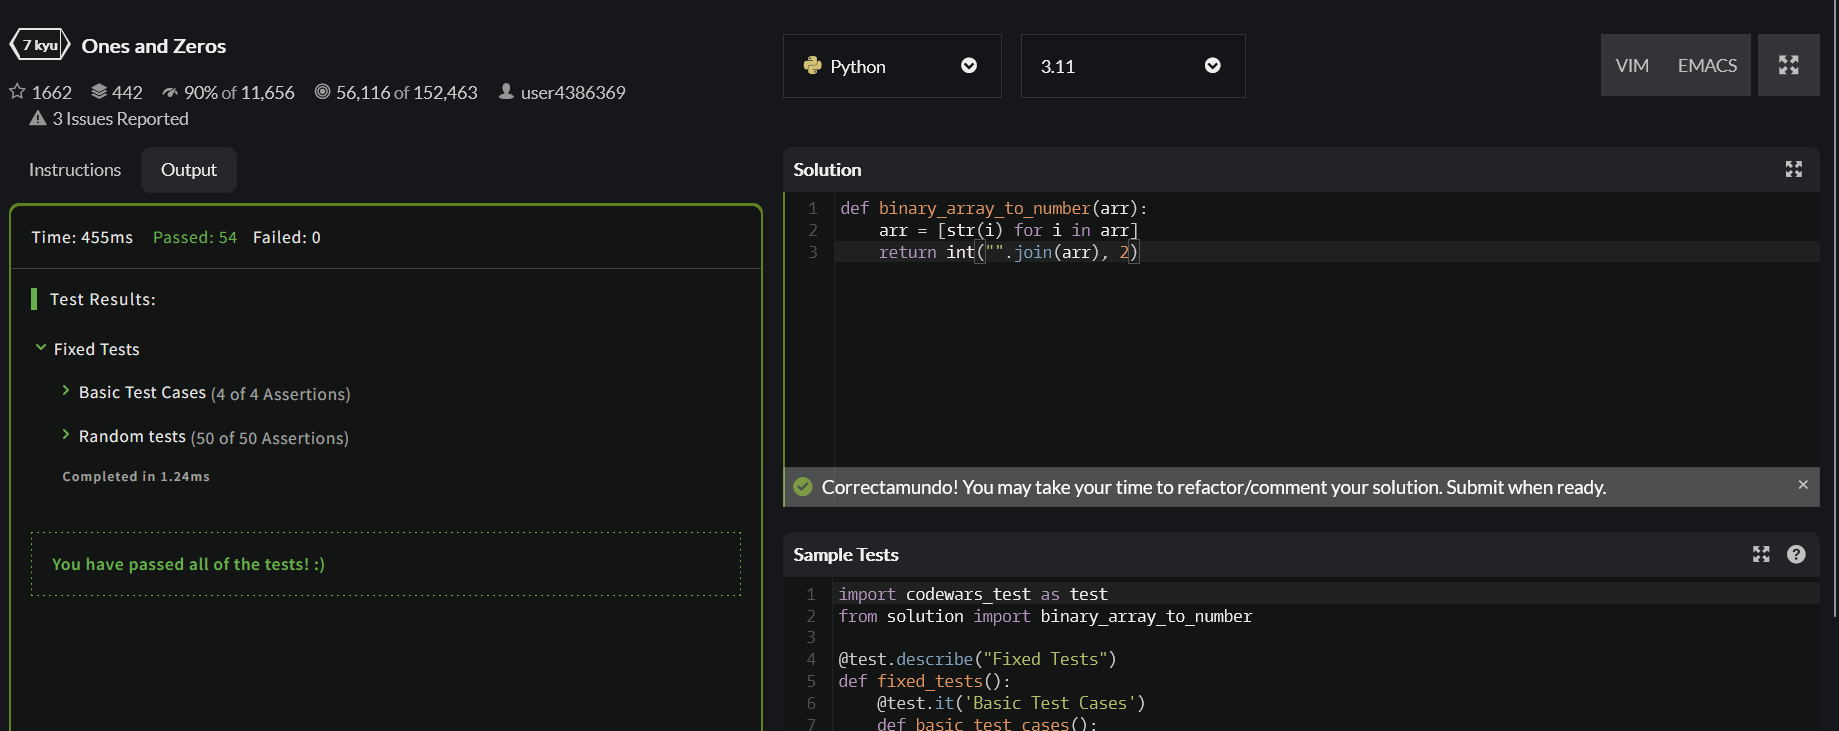 7 kyu Ones and Zeros
1662 442 90% of 11,656 56,116 of 152,463 user4386369
3 Issues Reported
Instructions Output
Time: 455ms Passed: 54 Failed: 0
Test Results:
Fixed Tests
Basic Test Cases (4 of 4 Assertions)
Random tests (50 of 50 Assertions)
Completed in 1.24ms
You have passed all of the tests! :)
Python 3.11 VIM EMACS
Solution
1 def binary_array_to_number(arr):
2     arr = [str(i) for i in arr]
3     return int("".join(arr), 2)
Correctamundo! You may take your time to refactor/comment your solution. Submit when ready. ×
Sample Tests ?
1 import codewars_test as test
2 from solution import binary_array_to_number
3
4 @test.describe("Fixed Tests")
5 def fixed_tests():
6     @test.it('Basic Test Cases')
7     def basic_test_cases():